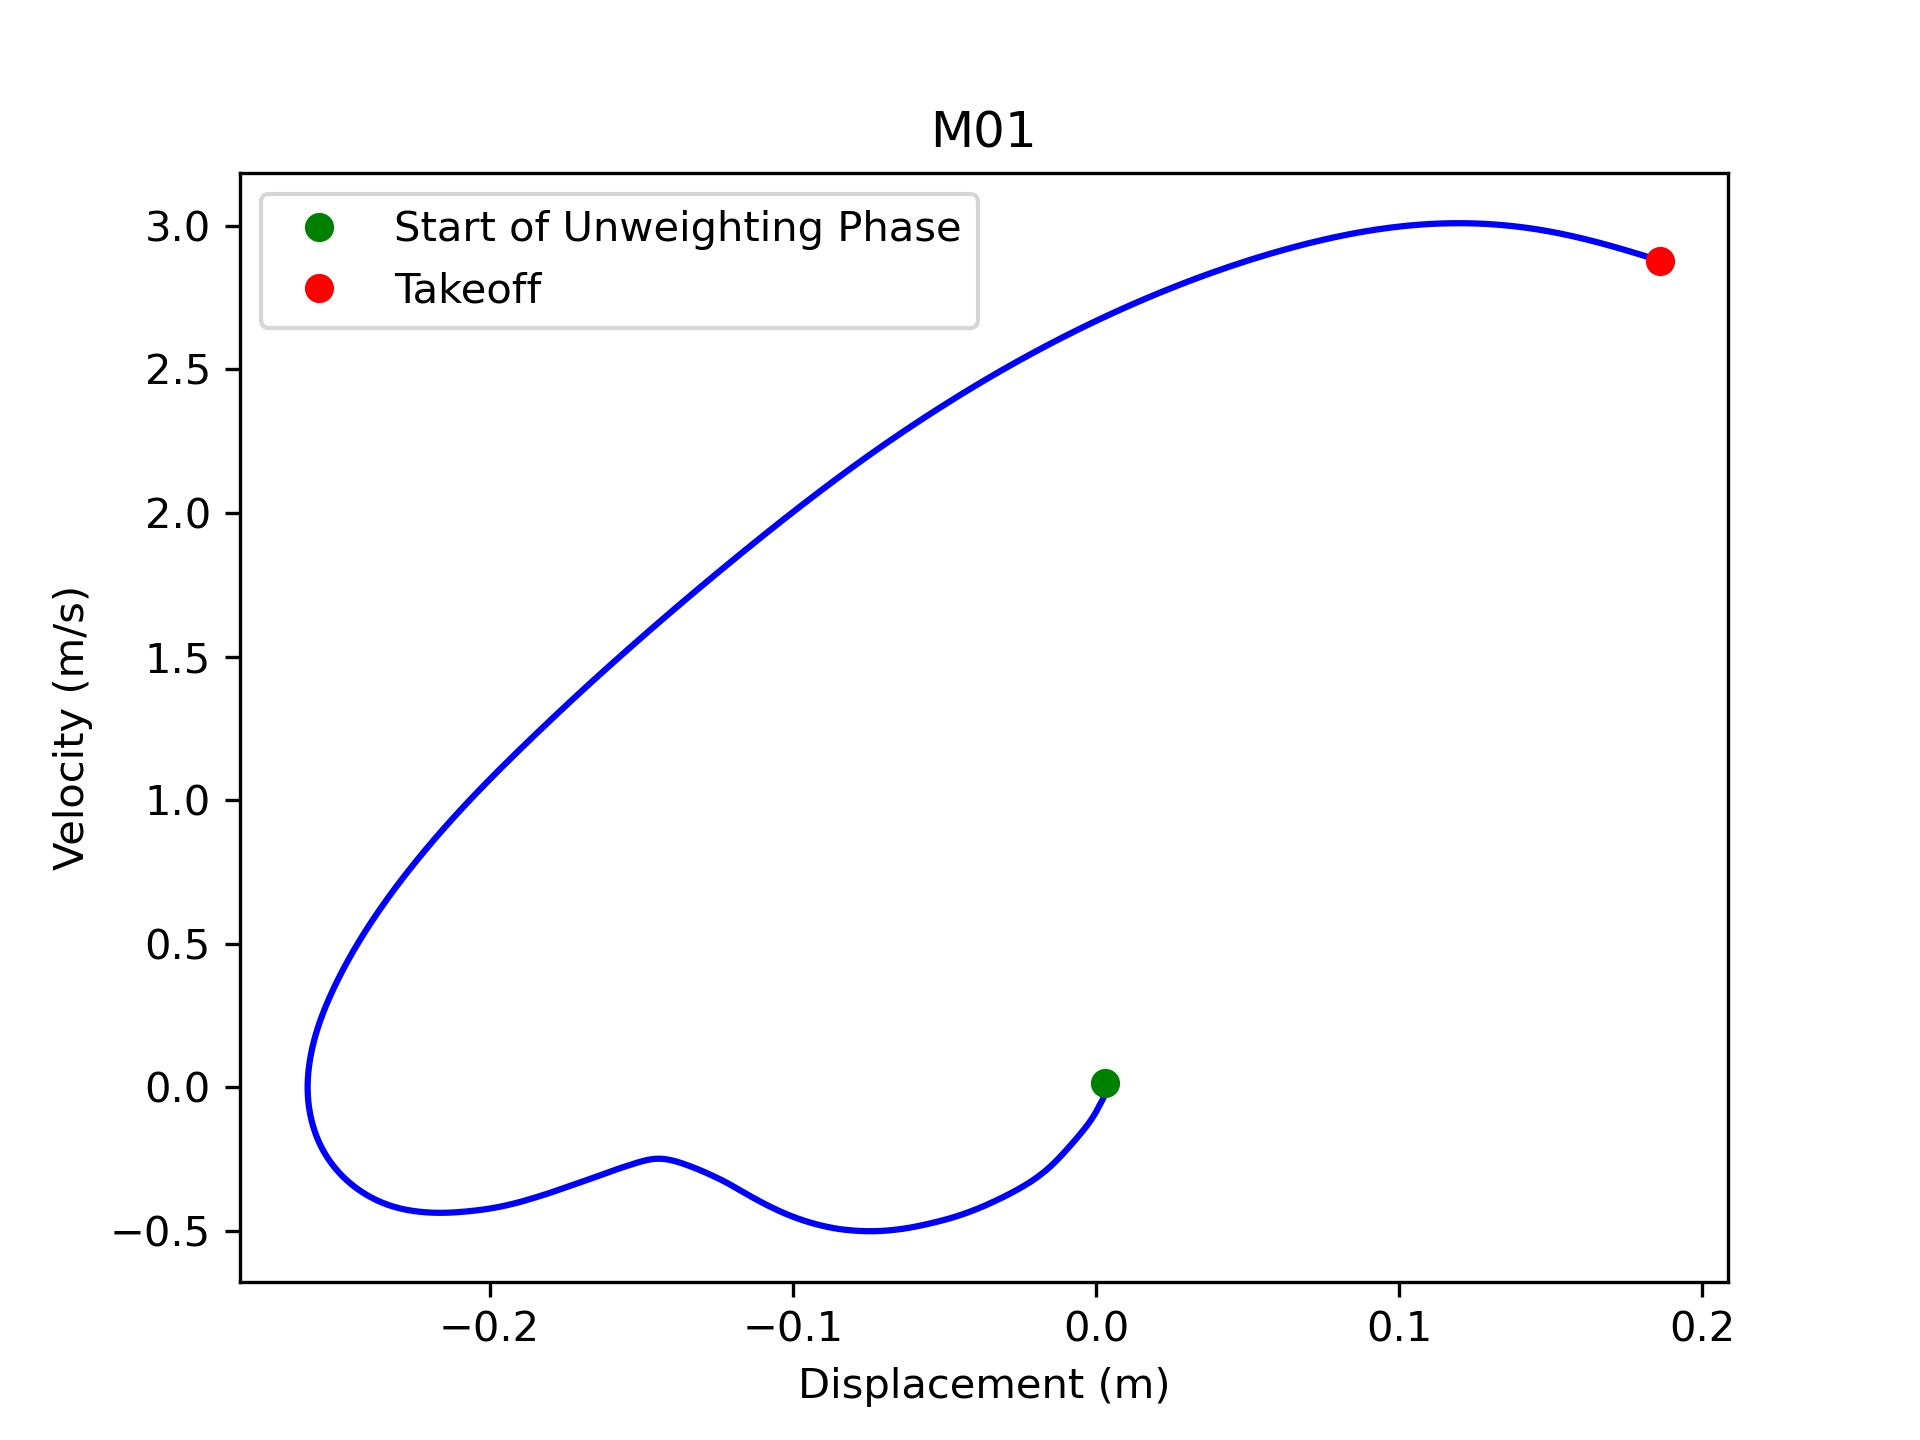 M01
Start of Unweighting Phase
Takeoff
3.0
2.5
2.0
1.5
1.0
0.5
0.0
−0.5
Velocity (m/s)
−0.2 −0.1 0.0 0.1 0.2
Displacement (m)